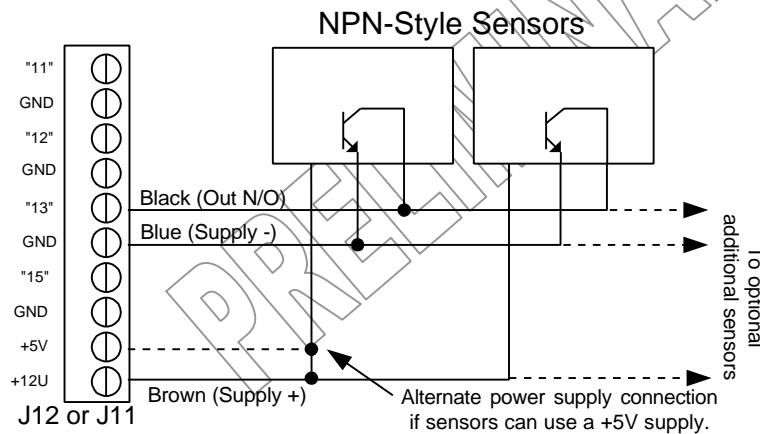 NPN-Style Sensors
"11"
GND
"12"
GND
"13"
Black (Out N/O)
GND
Blue (Supply -)
"15"
GND
+5V
+12U
Brown (Supply +)
J12 or J11
To optional
additional sensors
Alternate power supply connection
if sensors can use a +5V supply.